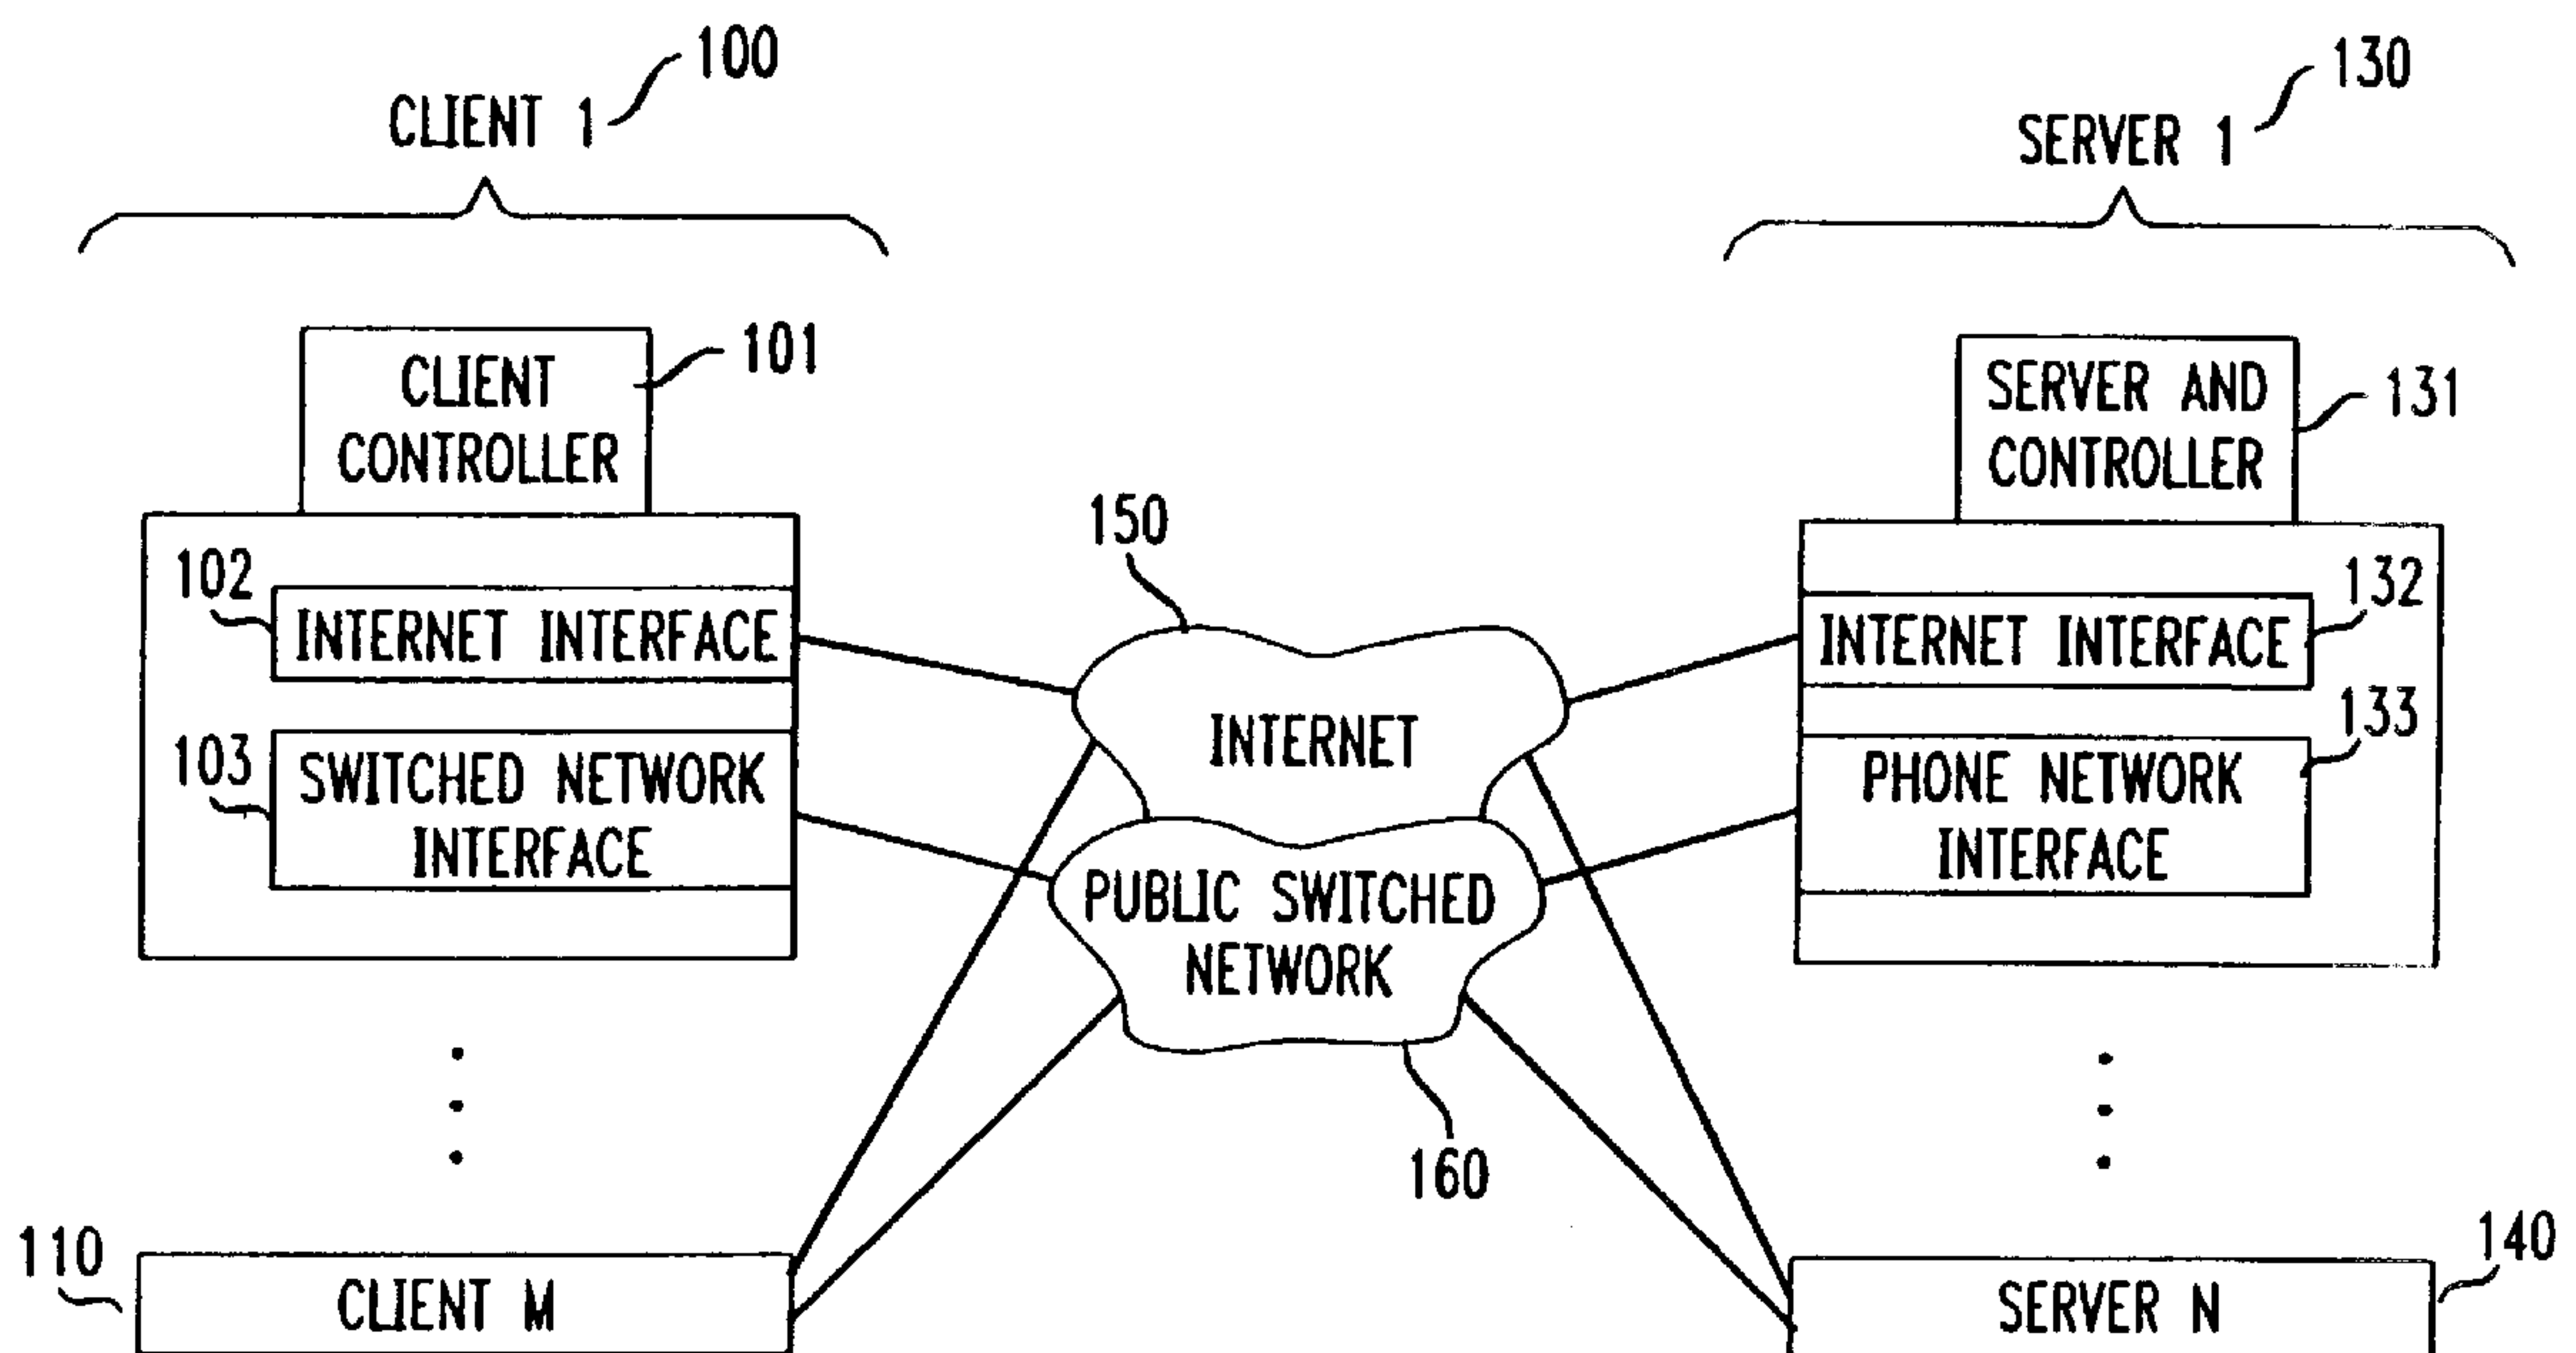 100
CLIENT 1
130
SERVER 1
CLIENT
CONTROLLER
101
SERVER AND
CONTROLLER
131
102
INTERNET INTERFACE
103
SWITCHED NETWORK
INTERFACE
150
INTERNET
PUBLIC SWITCHED
NETWORK
160
132
INTERNET INTERFACE
133
PHONE NETWORK
INTERFACE
110
CLIENT M
140
SERVER N